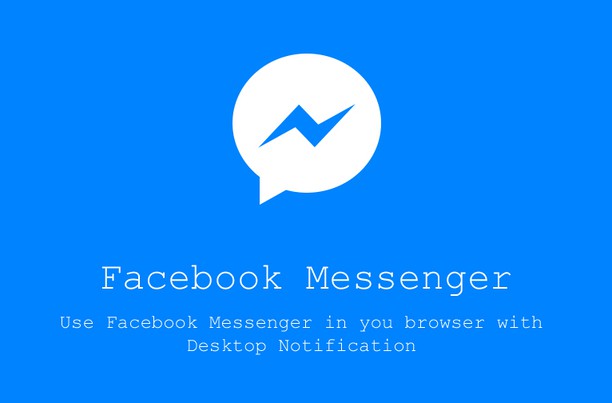 Facebook Messenger
Use Facebook Messenger in you browser with
Desktop Notification